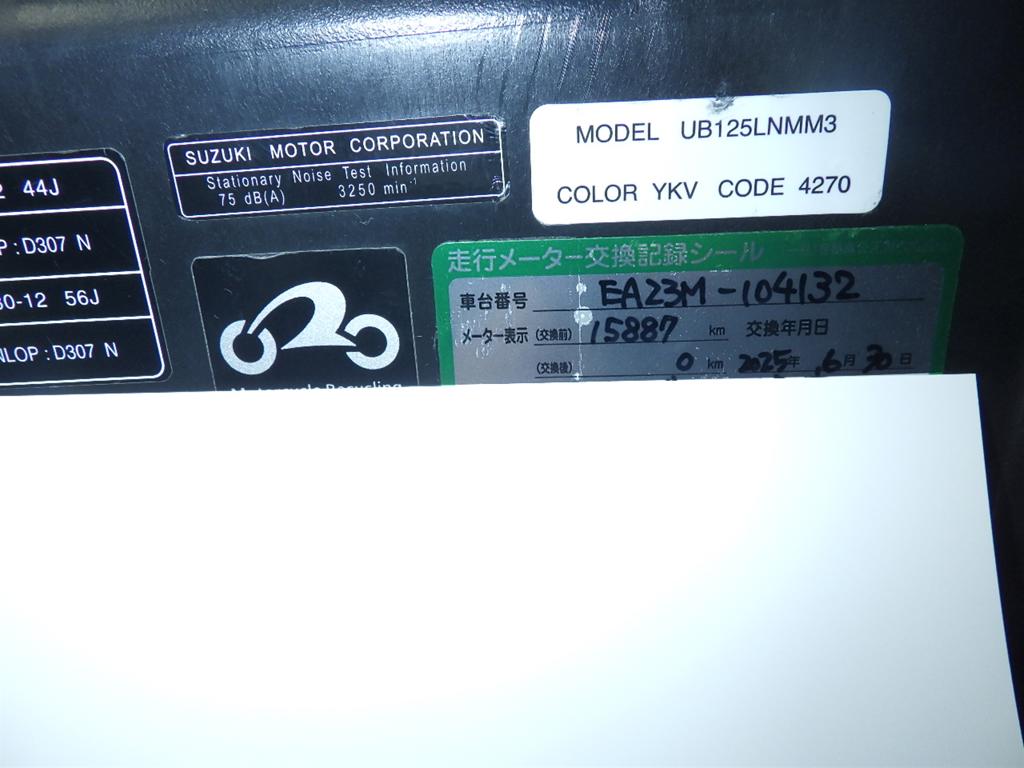 SUZUKI MOTOR CORPORATION
Stationary Noise Test Information
75 dB(A) 3250 min⁻¹
MODEL UB125LNMM3
COLOR YKV CODE 4270
44J
:D307 N
-12 56J
:D307 N
Motorcycle Recycling
走行メーター交換記録シール
車台番号 EA23M-104132
メーター表示 (交換前) 15887 km 交換年月日
(交換後) 0 km 2025年 6月 30日